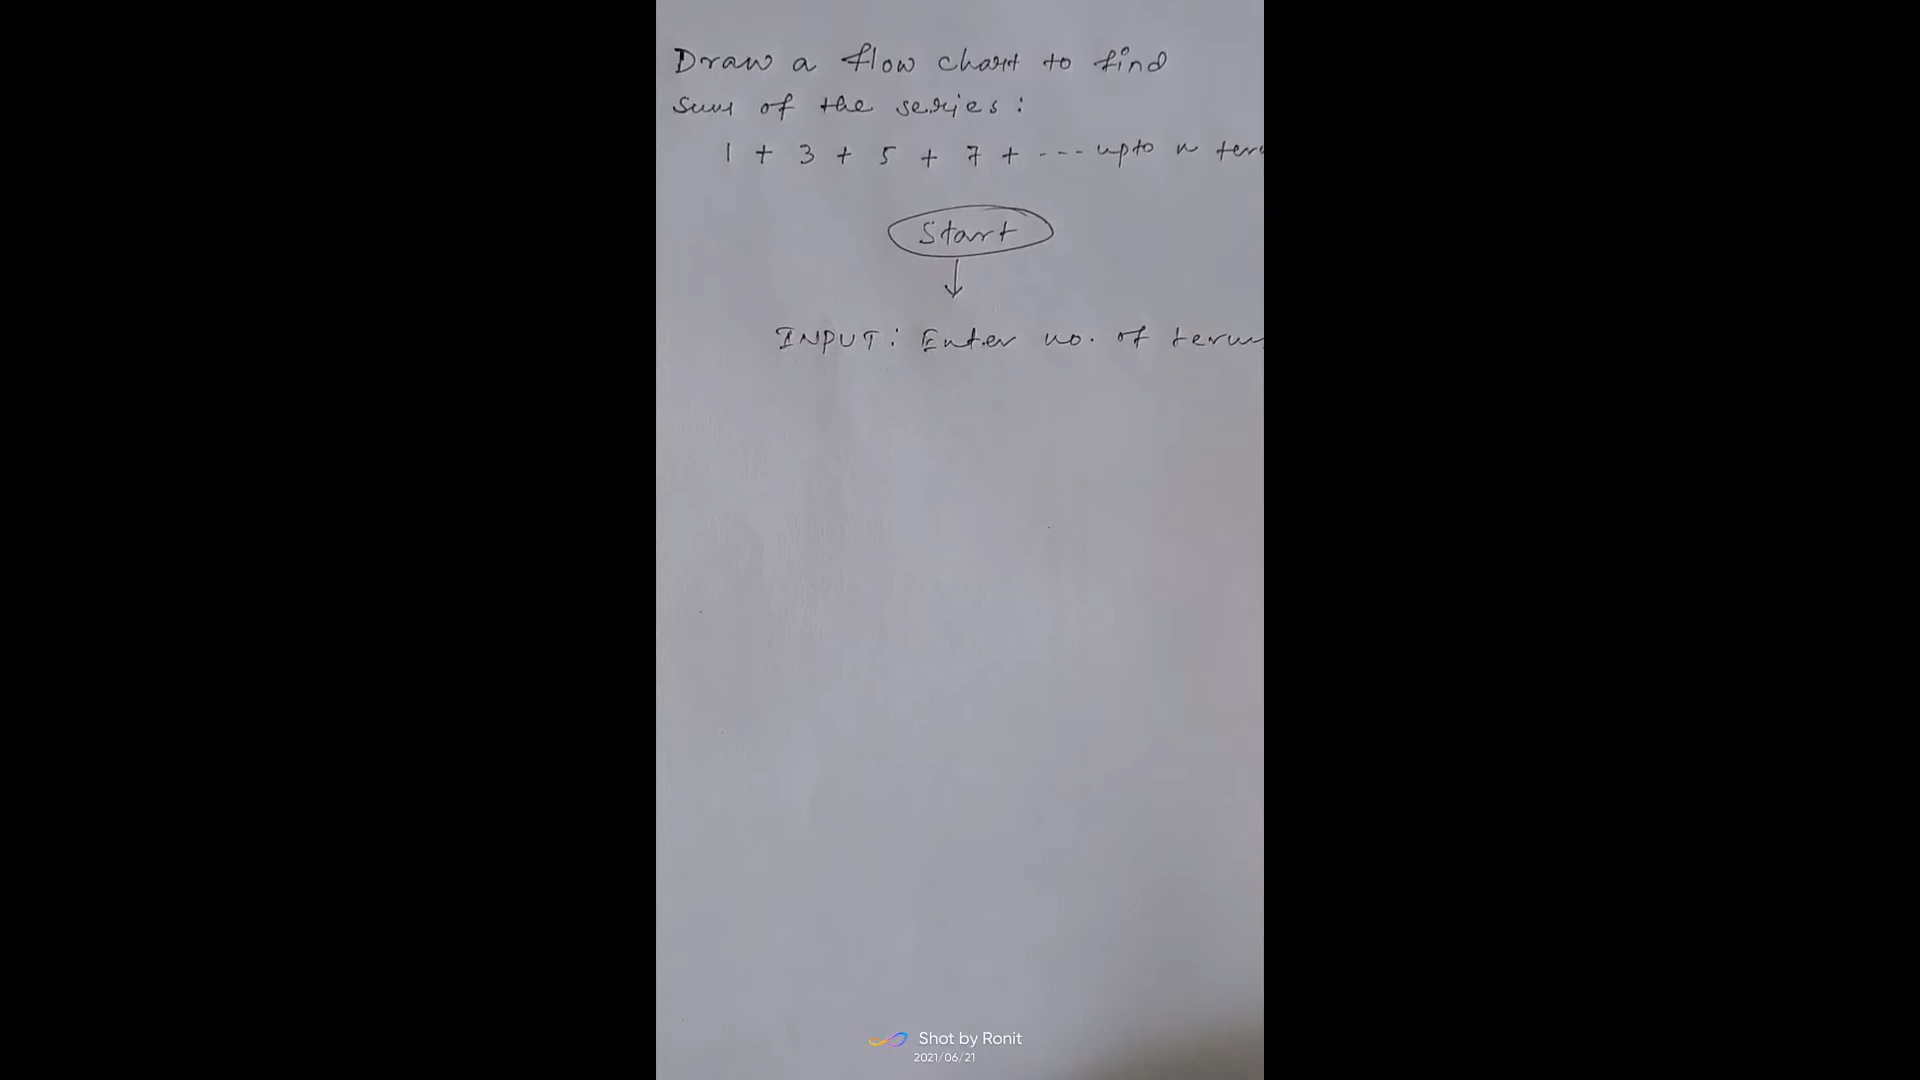 Draw a flow chart to find
sum of the series:
1 + 3 + 5 + 7 + --- upto n
Start
INPUT: Enter no. of
Shot by Ronit
2021/06/21